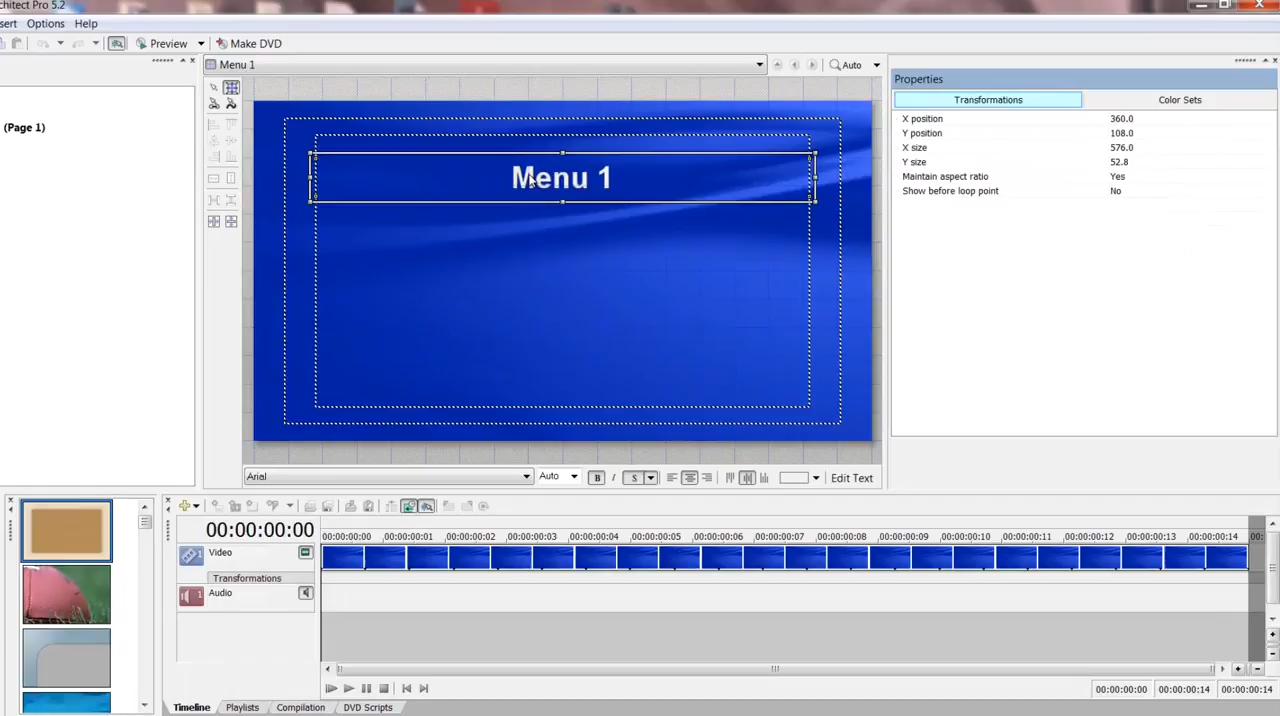 chitect Pro 5.2
sert Options Help
Preview Make DVD
Menu 1 Auto
(Page 1)
Menu 1
Properties
Transformations Color Sets
X position 360.0
Y position 108.0
X size 576.0
Y size 52.8
Maintain aspect ratio Yes
Show before loop point No
Arial Auto B I S Edit Text
00:00:00:00
00:00:00:00 00:00:00:01 00:00:00:02 00:00:00:03 00:00:00:04 00:00:00:05 00:00:00:06 00:00:00:07 00:00:00:08 00:00:00:09 00:00:00:10 00:00:00:11 00:00:00:12 00:00:00:13 00:00:00:14 00:
1 Video
Transformations
1 Audio
00:00:00:00 00:00:00:14 00:00:00:14
Timeline Playlists Compilation DVD Scripts